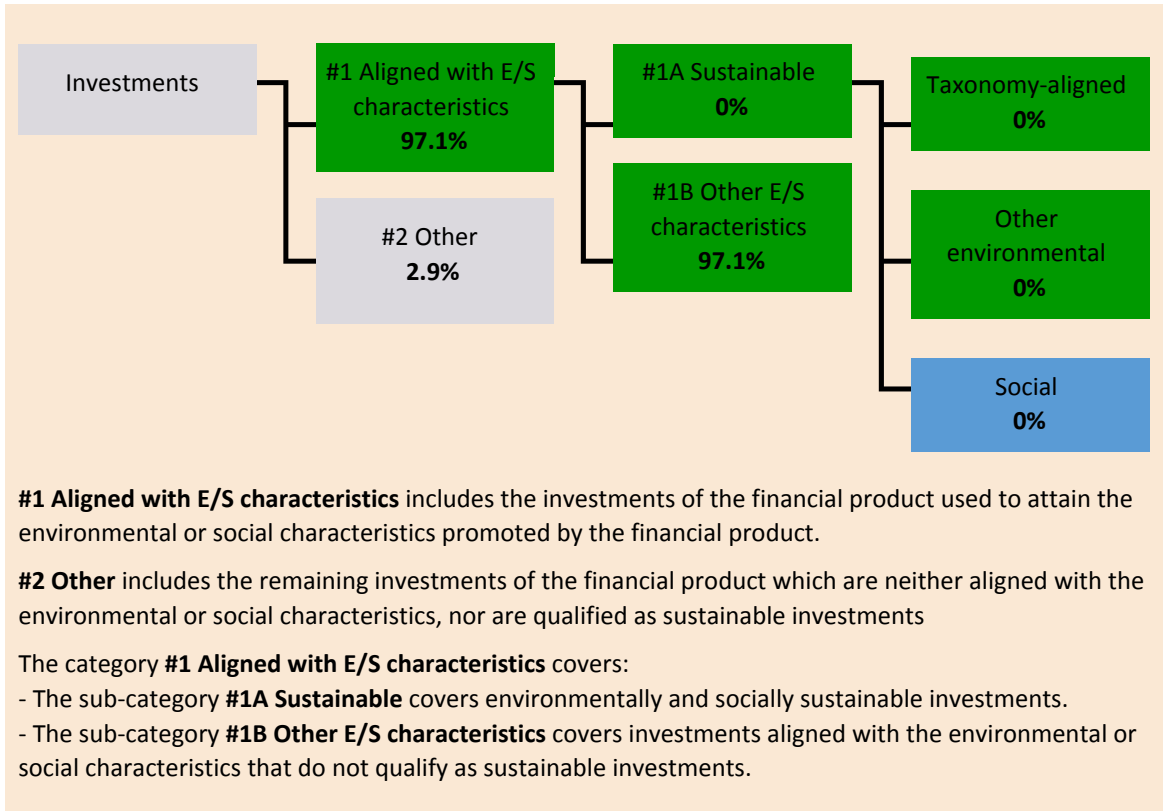 Investments
#1 Aligned with E/S
characteristics
97.1%
#2 Other
2.9%
#1A Sustainable
0%
#1B Other E/S
characteristics
97.1%
Taxonomy-aligned
0%
Other
environmental
0%
Social
0%
#1 Aligned with E/S characteristics includes the investments of the financial product used to attain the
environmental or social characteristics promoted by the financial product.
#2 Other includes the remaining investments of the financial product which are neither aligned with the
environmental or social characteristics, nor are qualified as sustainable investments
The category #1 Aligned with E/S characteristics covers:
- The sub-category #1A Sustainable covers environmentally and socially sustainable investments.
- The sub-category #1B Other E/S characteristics covers investments aligned with the environmental or
social characteristics that do not qualify as sustainable investments.